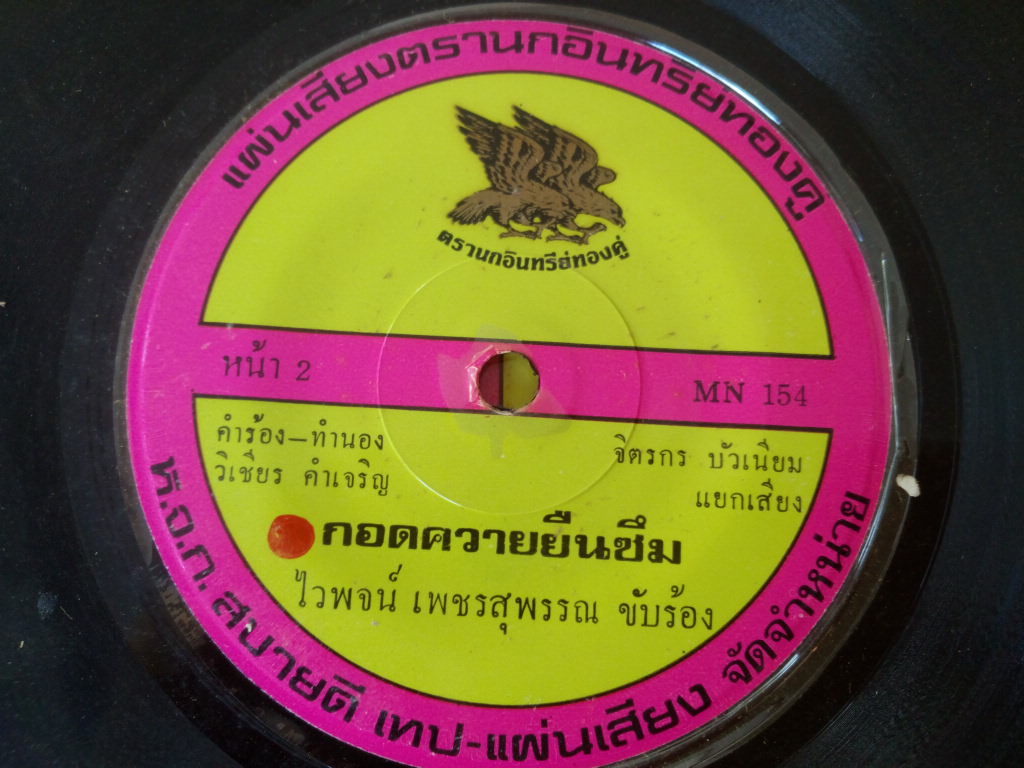 แผ่นเสียงตรานกอินทรีย์ทองคู่
ตรานกอินทรีย์ทองคู่
หน้า 2
MN 154
คำร้อง–ทำนอง
วิเชียร คำเจริญ
จิตรกร บัวเนียม
แยกเสียง
กอดควายยืนซึม
ไวพจน์ เพชรสุพรรณ ขับร้อง
ห.จ.ก. สบายดี เทป-แผ่นเสียง จัดจำหน่าย